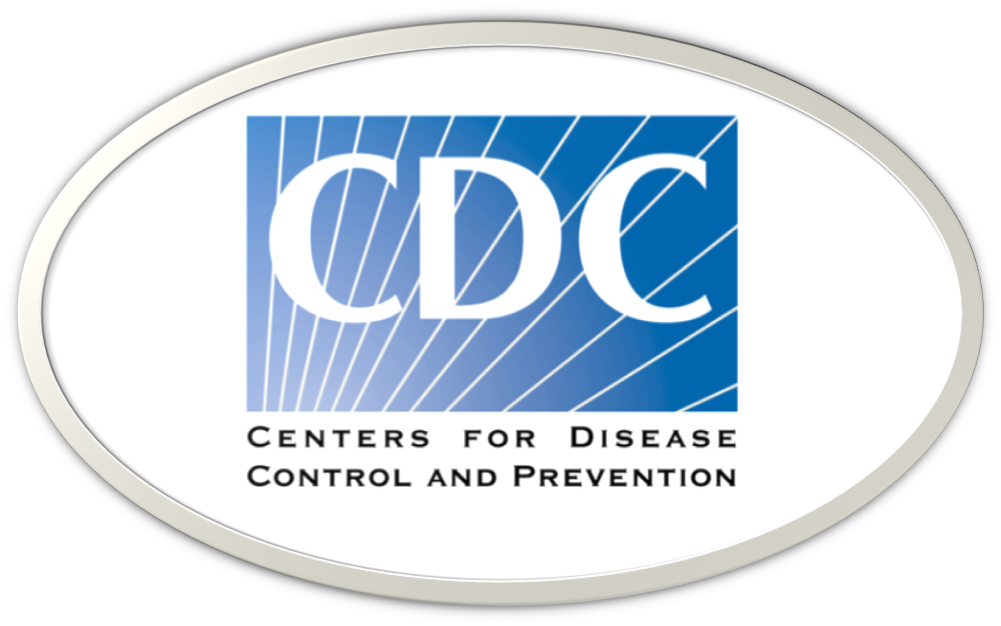 CDC
CENTERS FOR DISEASE
CONTROL AND PREVENTION